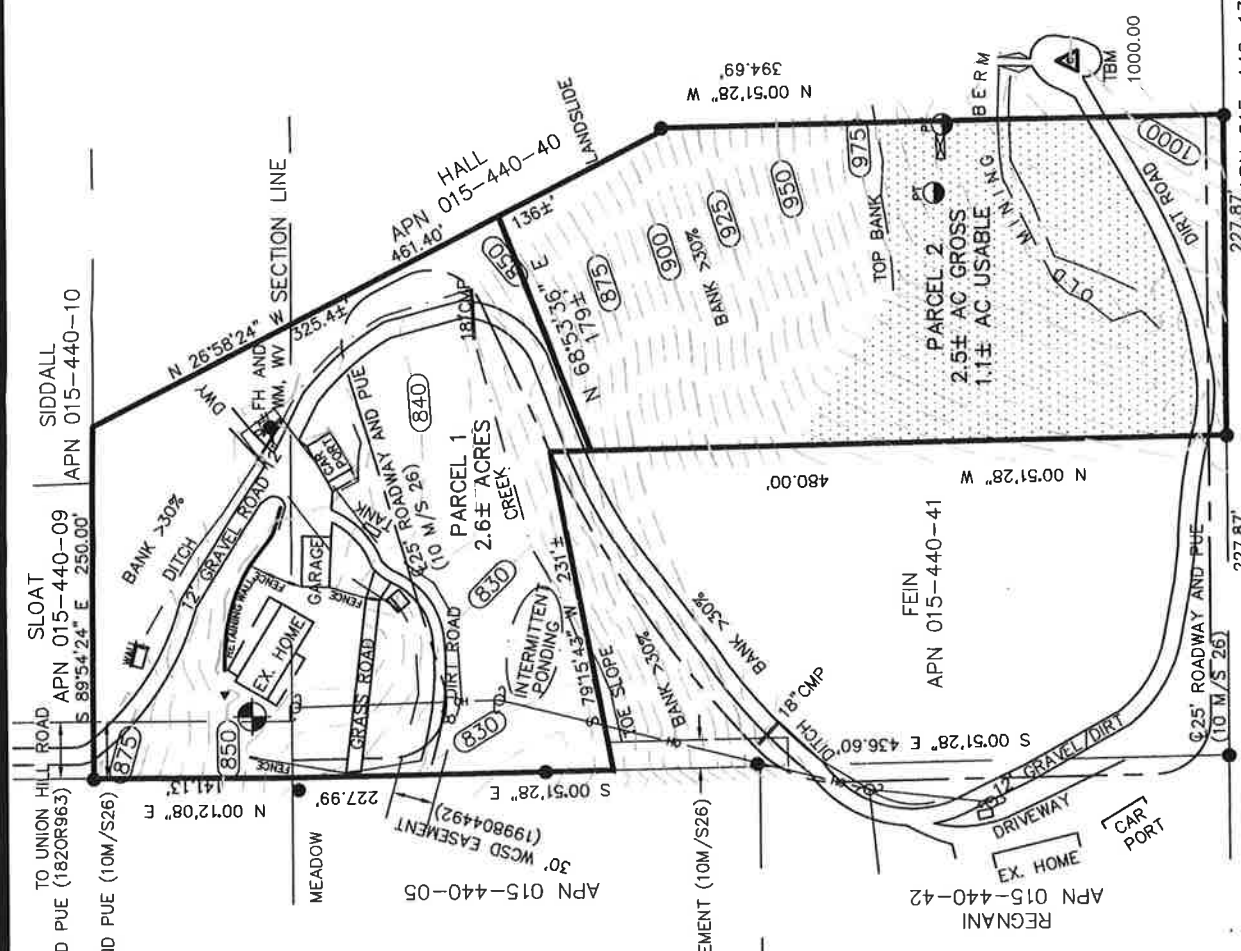 SLOAT
APN 015-440-09
S 89°54'24" E 250.00'
SIDDALL
APN 015-440-10
TO UNION HILL ROAD
D PUE (1820R963)
ID PUE (10M/S26)
875
WALL
BANK >30%
DITCH
12' GRAVEL ROAD
DWY
N 26°58'24" W
FH AND
WM, WV
SECTION LINE
325.4±'
HALL
APN 015-440-40
461.40'
LANDSLIDE
N 00°51'28" W
394.69'
RETAINING WALL
FENCE
GARAGE
FENCE
EX. HOME
CAR
PORT
TANK
850
FENCE
GRASS ROAD
N 00°12'08" E
141.13'
MEADOW
227.99'
30' WCSD EASEMENT
(199804492)
APN 015-440-05
S 00°51'28" E
8' DIRT ROAD
830
830
INTERMITTENT
PONDING
PARCEL 1
2.6± ACRES
CREEK
₵25' ROADWAY AND PUE
(10 M/S 26)
840
18"CMP
850
136±'
N 68°53'36" E
179±'
875
900
925
950
975
BANK >30%
TOP BANK
PT
P
PARCEL 2
2.5± AC GROSS
1.1± AC USABLE
OLD MINING BERM
TBM
1000.00
1000
DIRT ROAD
227.87'
S 79°15'43" W 231'±
TOE SLOPE
BANK >30%
BANK >30%
18"CMP
DITCH
N 00°51'28" W
480.00'
S 00°51'28" E 436.60'
FEIN
APN 015-440-41
EMENT (10M/S26)
12' GRAVEL/DIRT
DRIVEWAY
EX. HOME
CAR
PORT
REGNANI
APN 015-440-42
₵25' ROADWAY AND PUE
(10 M/S 26)
227.87'